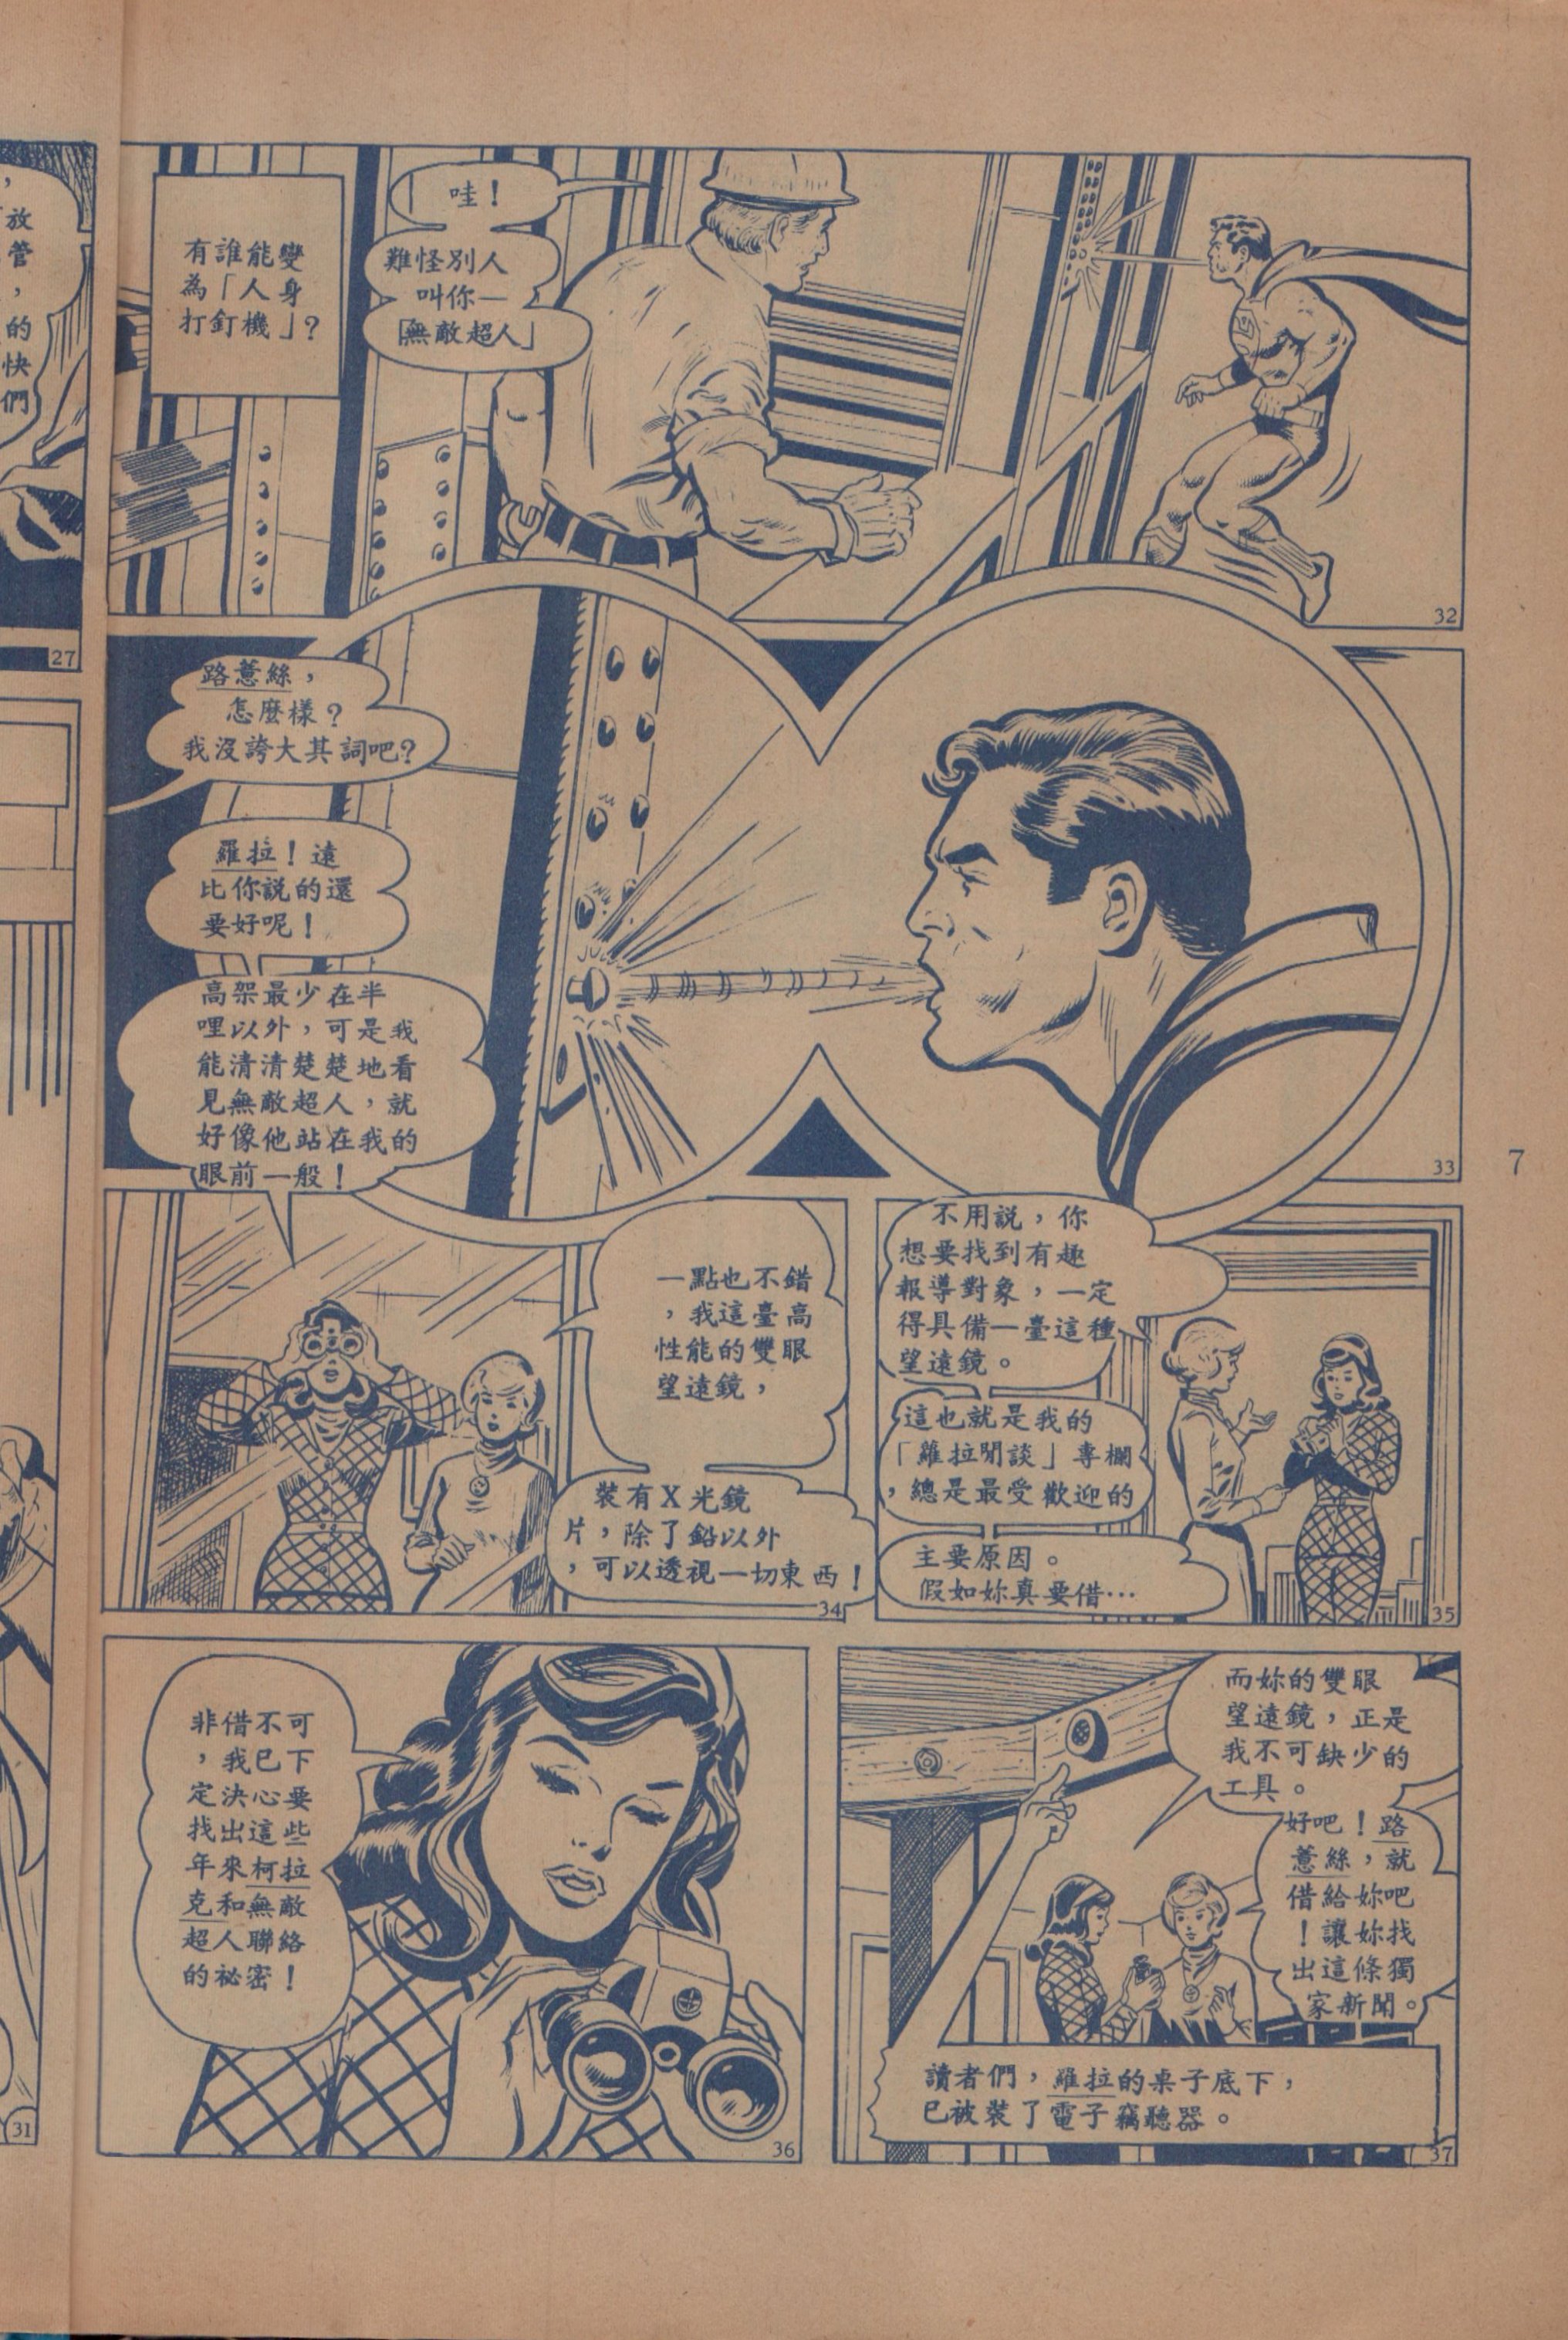 ，
放
管
，
的
快
們
27
31
有誰能變
為「人身
打釘機」？
哇！
難怪別人
叫你—
「無敵超人」
32
路薏絲，
怎麼樣？
我沒誇大其詞吧？
羅拉！遠
比你説的還
要好呢！
高架最少在半
哩以外，可是我
能清清楚楚地看
見無敵超人，就
好像他站在我的
眼前一般！
33
7
一點也不錯
，我這臺高
性能的雙眼
望遠鏡，
裝有X光鏡
片，除了鉛以外
，可以透視一切東西！
34
不用説，你
想要找到有趣
報導對象，一定
得具備一臺這種
望遠鏡。
這也就是我的
「羅拉閒談」專欄
，總是最受歡迎的
主要原因。
假如妳真要借…
35
非借不可
，我已下
定決心要
找出這些
年來柯拉
克和無敵
超人聯絡
的祕密！
36
而妳的雙眼
望遠鏡，正是
我不可缺少的
工具。
好吧！路
薏絲，就
借給妳吧
！讓妳找
出這條獨
家新聞。
讀者們，羅拉的桌子底下，
已被裝了電子竊聽器。
37